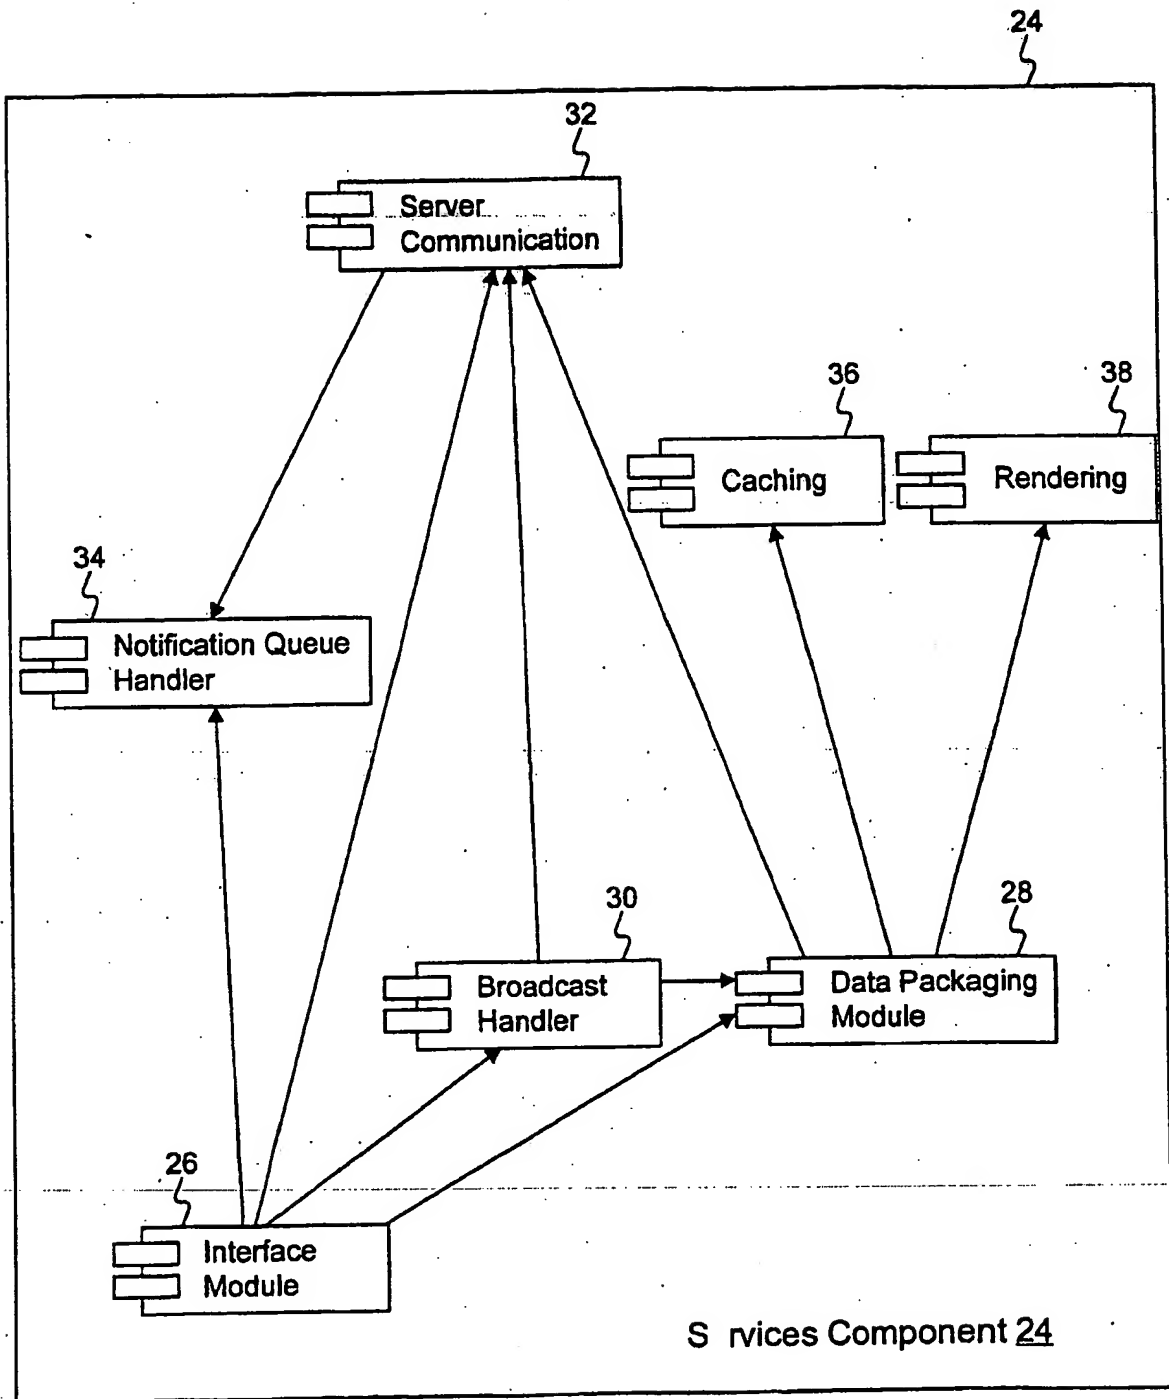 24
32
Server
Communication
36
38
Caching
Rendering
34
Notification Queue
Handler
30
28
Broadcast
Handler
Data Packaging
Module
26
Interface
Module
S rvices Component 24